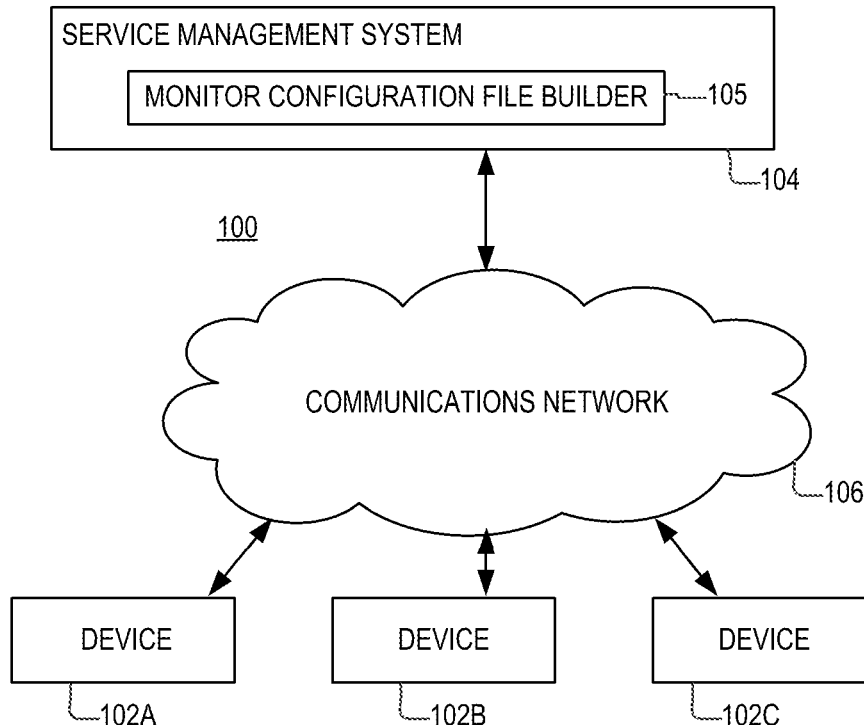 SERVICE MANAGEMENT SYSTEM
MONITOR CONFIGURATION FILE BUILDER
105
104
100
COMMUNICATIONS NETWORK
106
DEVICE
DEVICE
DEVICE
102A
102B
102C